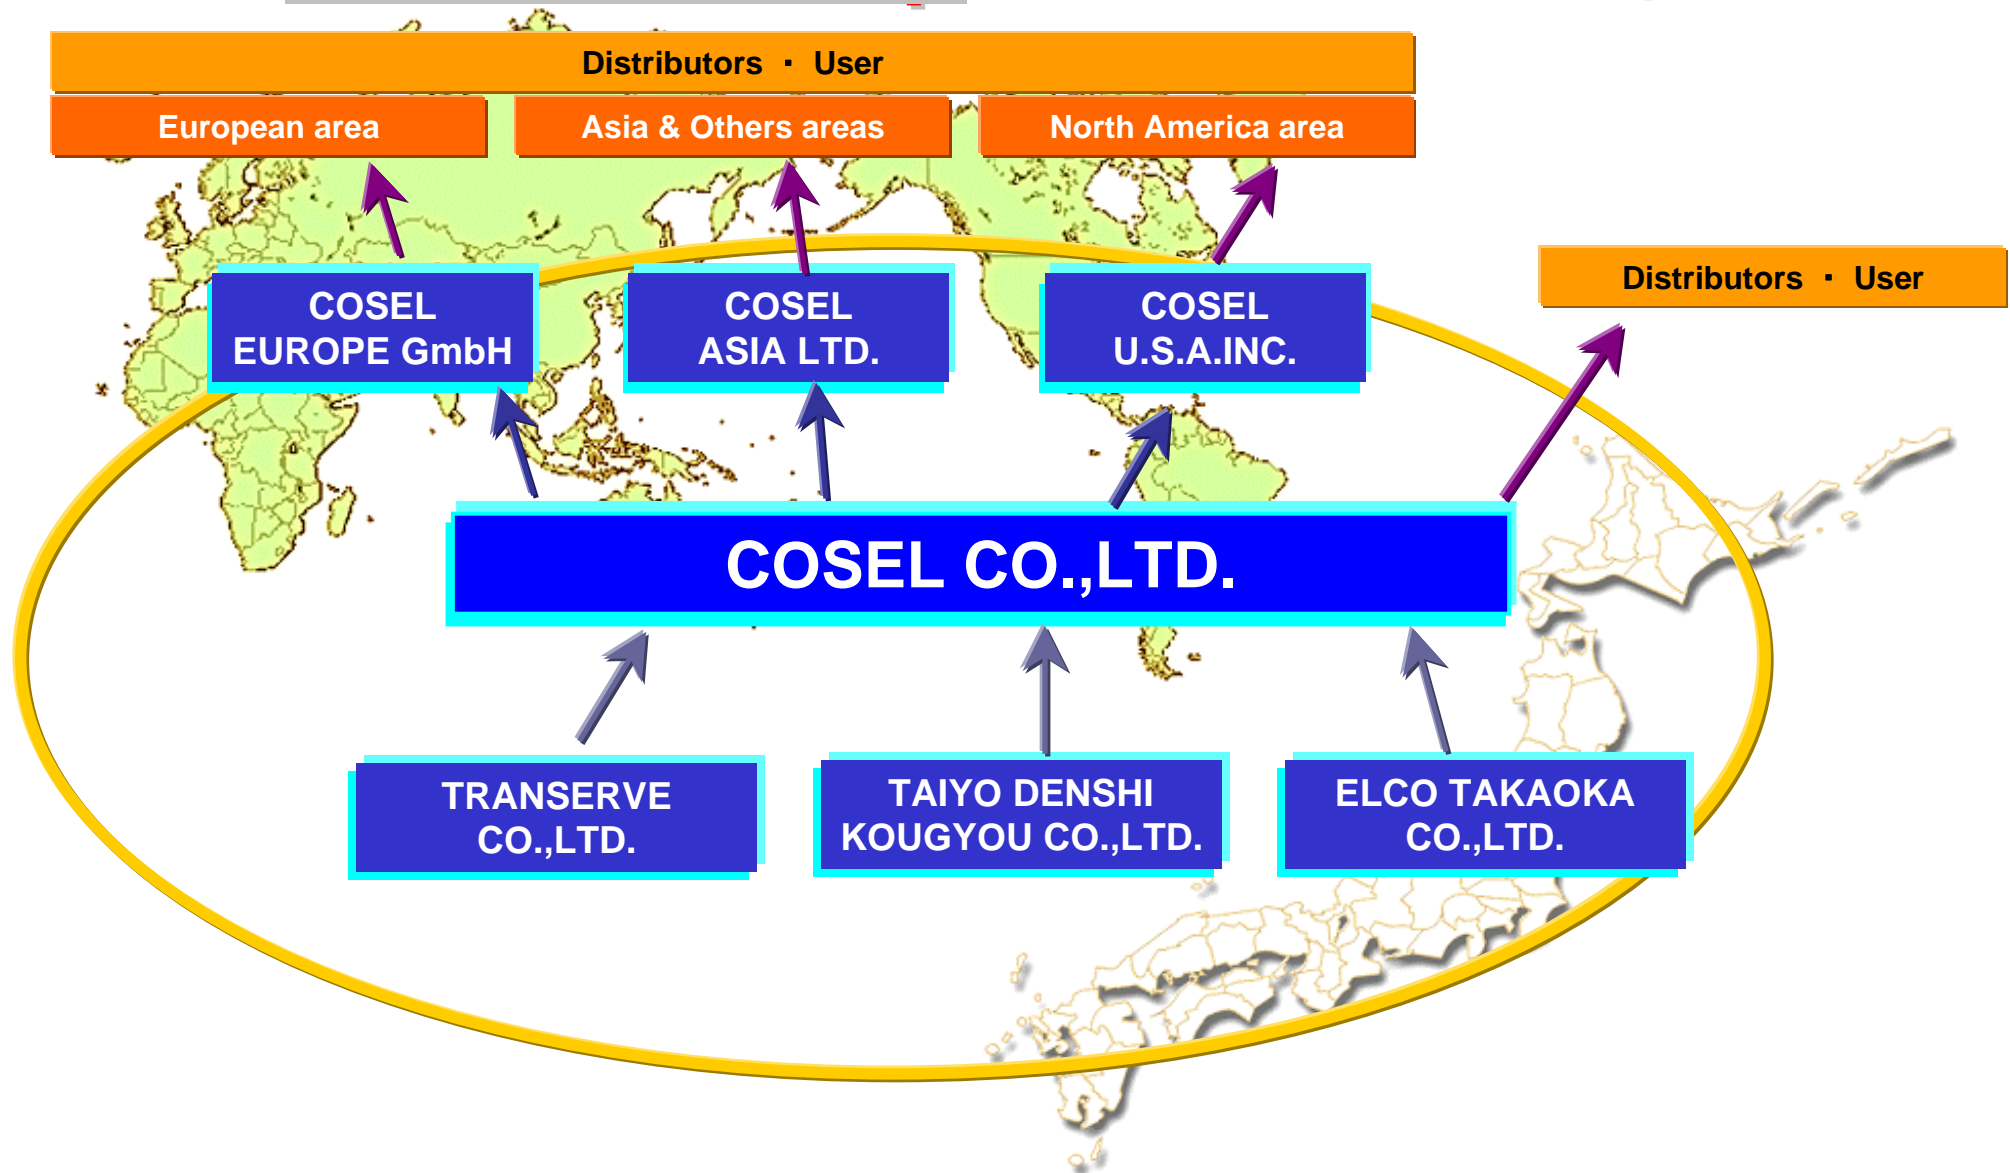 Distributors ・ User
European area
Asia & Others areas
North America area
Distributors ・ User
COSEL
EUROPE GmbH
COSEL
ASIA LTD.
COSEL
U.S.A.INC.
COSEL CO.,LTD.
TRANSERVE
CO.,LTD.
TAIYO DENSHI
KOUGYOU CO.,LTD.
ELCO TAKAOKA
CO.,LTD.